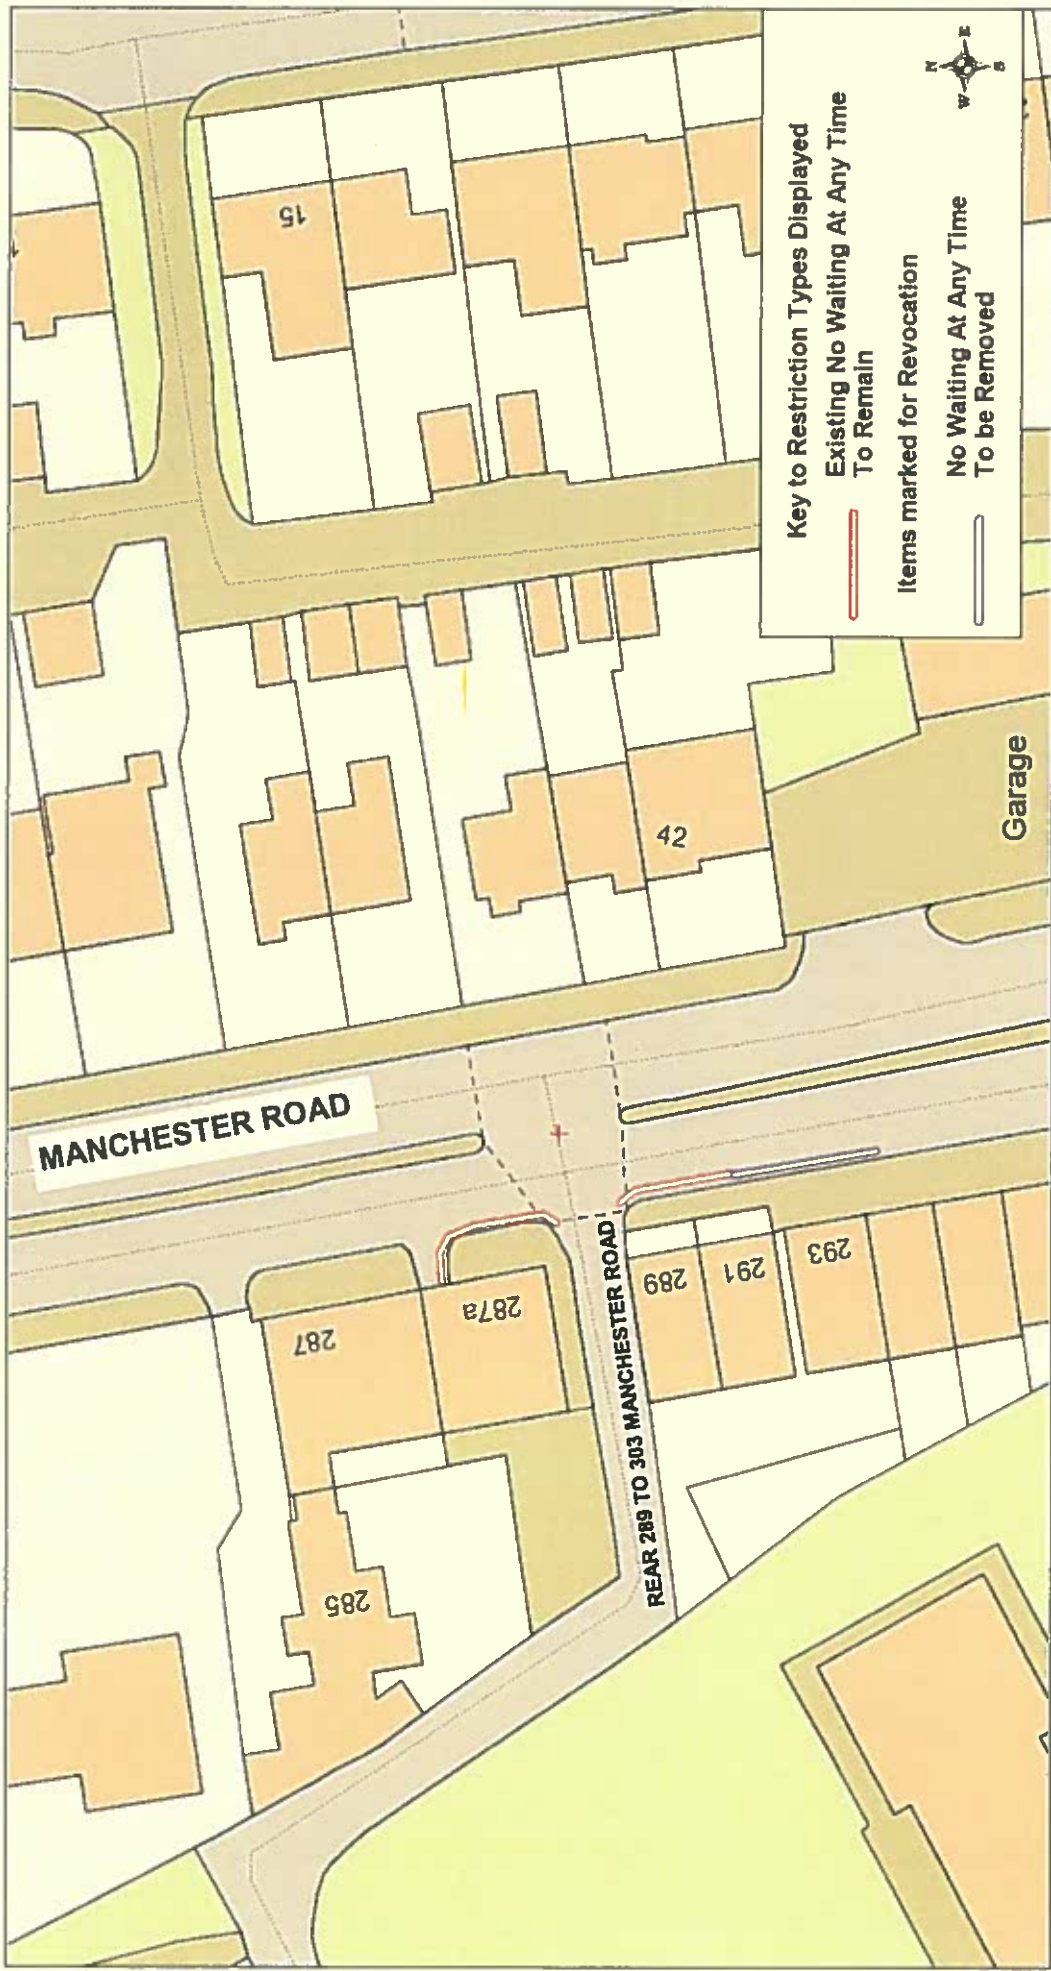 MANCHESTER ROAD
REAR 289 TO 303 MANCHESTER ROAD
285
287
287a
289
291
293
42
15
Garage
Key to Restriction Types Displayed
Existing No Waiting At Any Time
To Remain
Items marked for Revocation
No Waiting At Any Time
To be Removed
N
W E
S